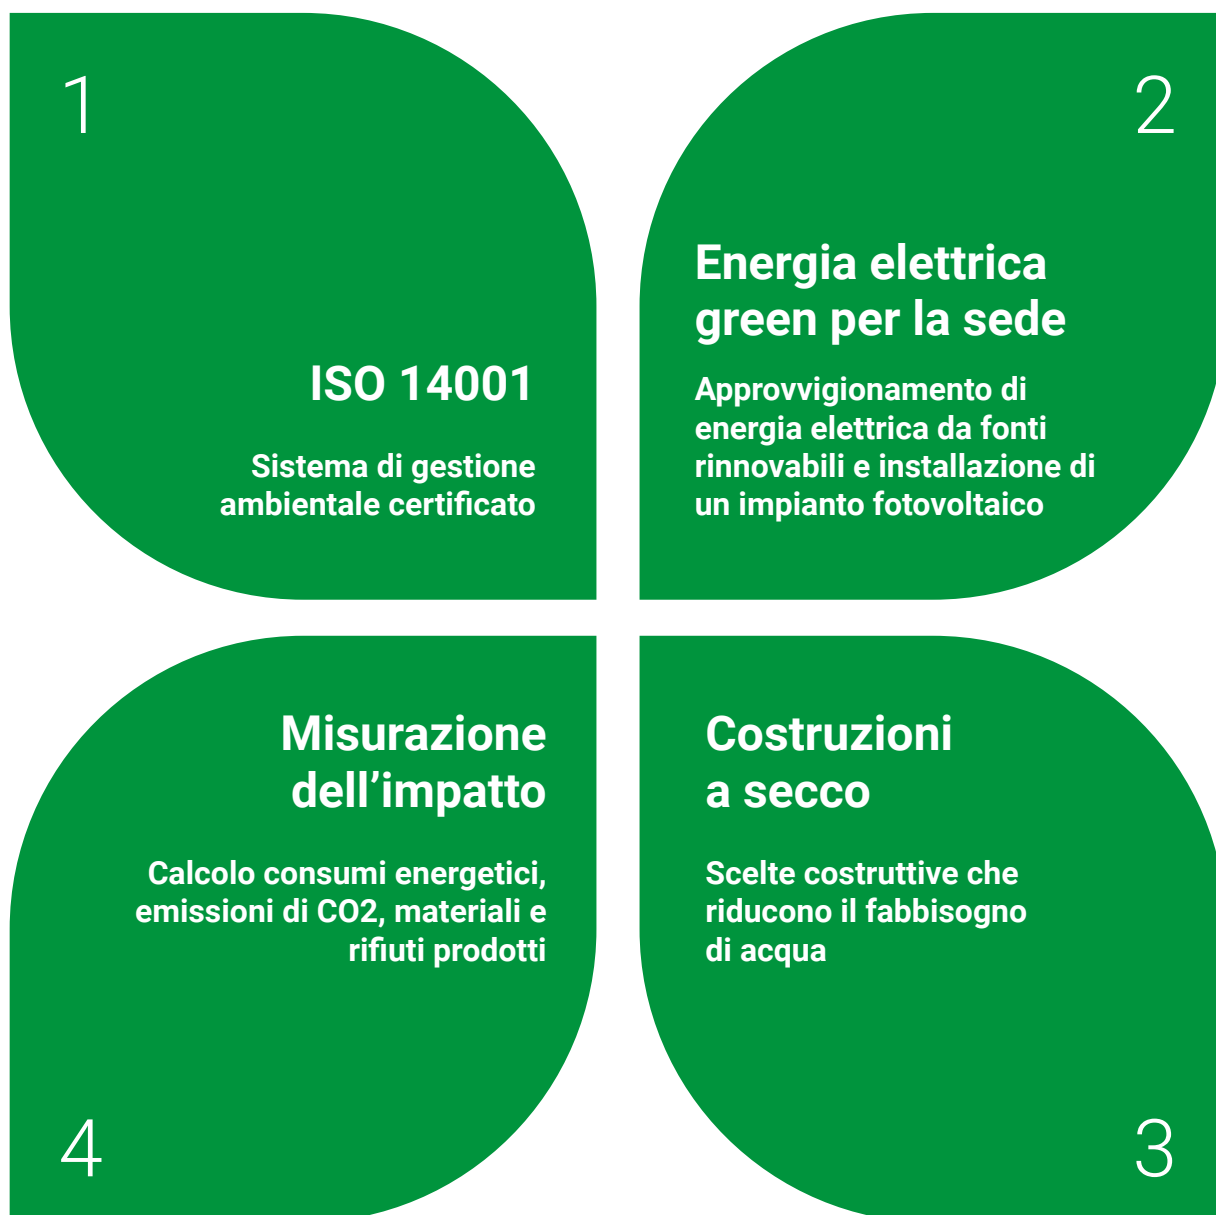 1
ISO 14001
Sistema di gestione
ambientale certificato
2
Energia elettrica
green per la sede
Approvvigionamento di
energia elettrica da fonti
rinnovabili e installazione di
un impianto fotovoltaico
Costruzioni
a secco
Scelte costruttive che
riducono il fabbisogno
di acqua
3
Misurazione
dell’impatto
Calcolo consumi energetici,
emissioni di CO2, materiali e
rifiuti prodotti
4